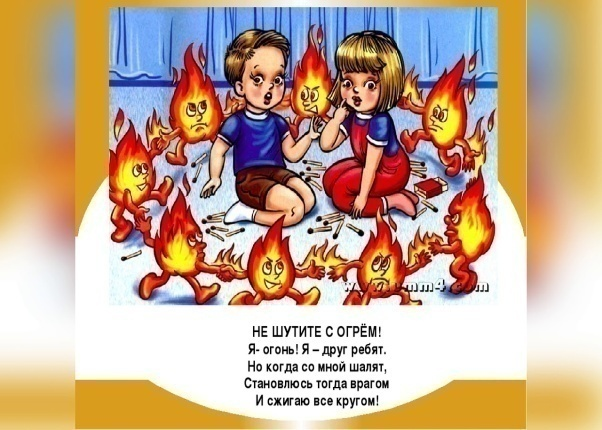 НЕ ШУТИТЕ С ОГРЁМ!
Я- огонь! Я – друг ребят.
Но когда со мной шалят,
Становлюсь тогда врагом
И сжигаю все кругом!